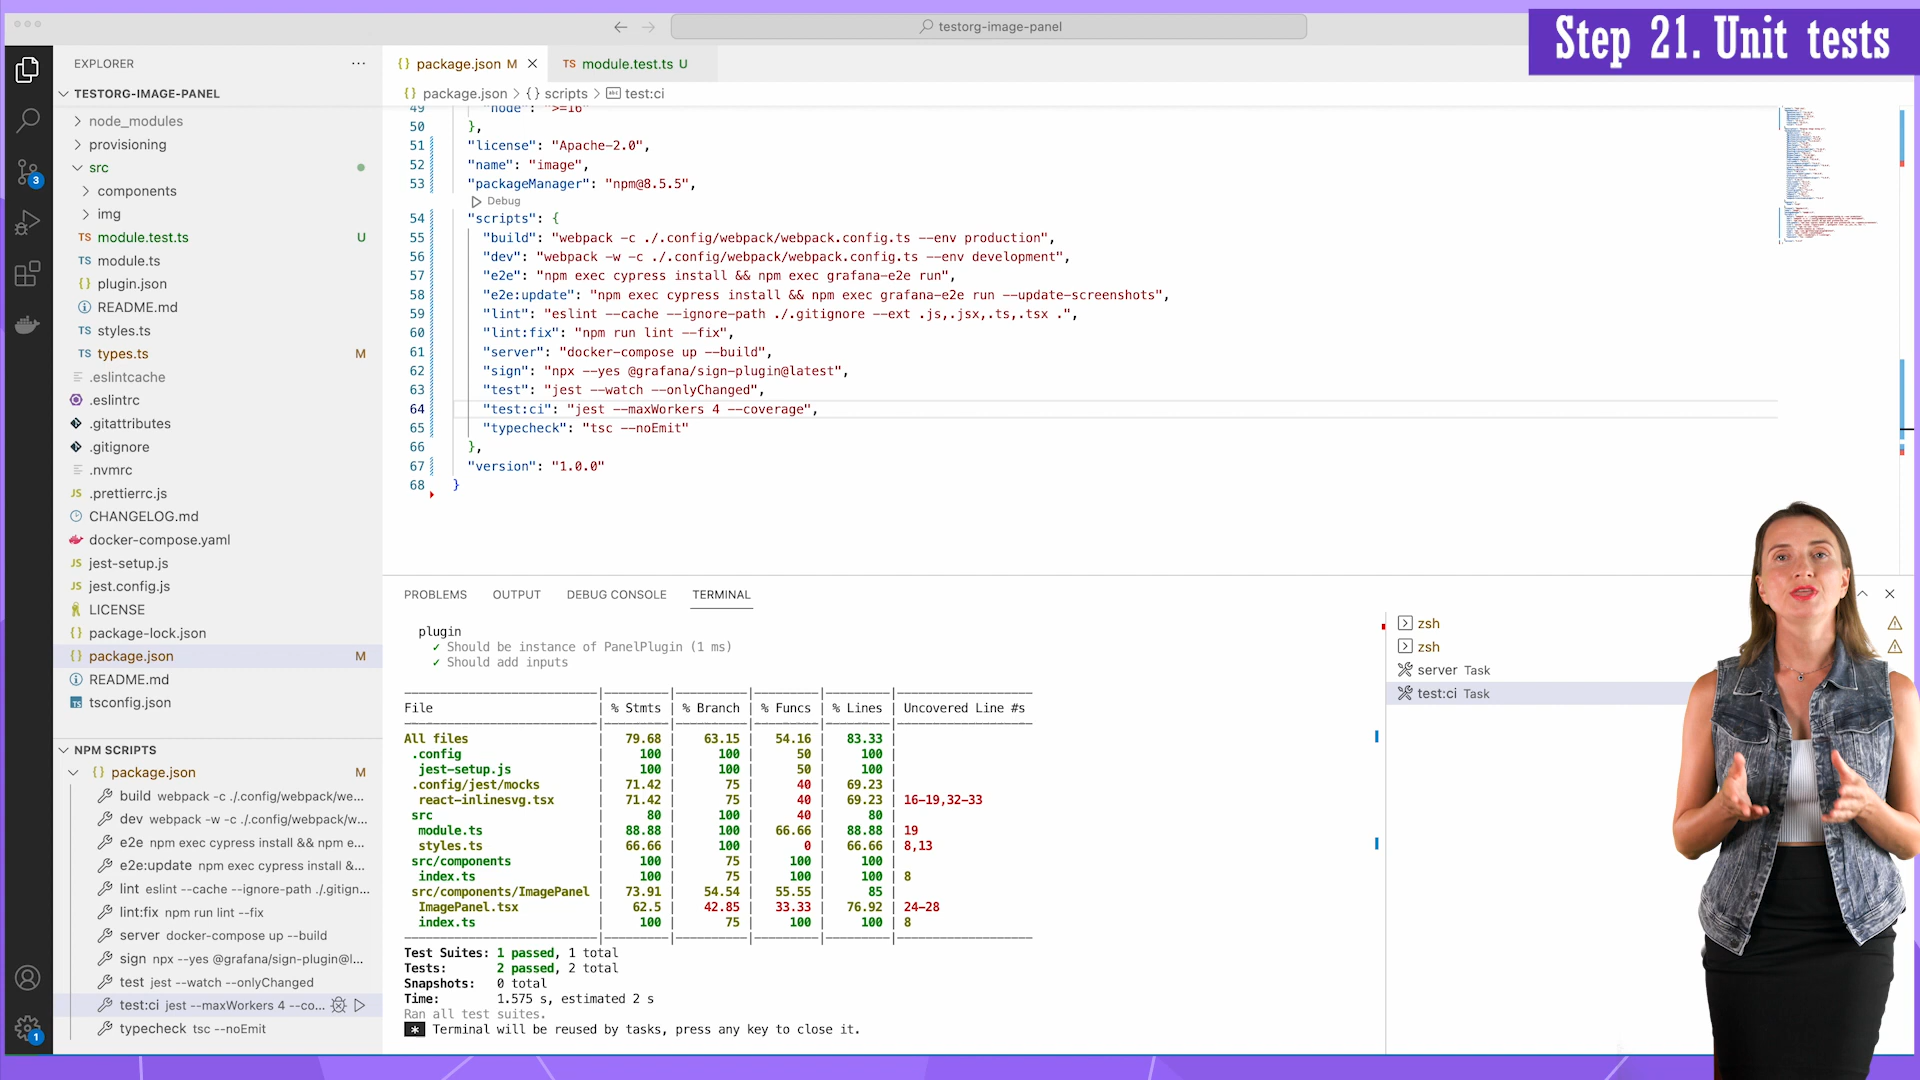 testorg-image-panel
Step 21. Unit tests
EXPLORER
TESTORG-IMAGE-PANEL
node_modules
provisioning
src
components
img
TS module.test.ts U
TS module.ts
{} plugin.json
README.md
TS styles.ts
TS types.ts M
.eslintcache
.eslintrc
.gitattributes
.gitignore
.nvmrc
JS .prettierrc.js
CHANGELOG.md
docker-compose.yaml
JS jest-setup.js
JS jest.config.js
LICENSE
{} package-lock.json
{} package.json M
README.md
tsconfig.json
NPM SCRIPTS
{} package.json M
build webpack -c ./.config/webpack/we...
dev webpack -w -c ./.config/webpack/w...
e2e npm exec cypress install && npm e...
e2e:update npm exec cypress install &...
lint eslint --cache --ignore-path ./.gitign...
lint:fix npm run lint --fix
server docker-compose up --build
sign npx --yes @grafana/sign-plugin@l...
test jest --watch --onlyChanged
test:ci jest --maxWorkers 4 --co...
typecheck tsc --noEmit
3
1
{} package.json M
TS module.test.ts U
{} package.json > {} scripts > test:ci
49 "node": ">=16"
50 },
51 "license": "Apache-2.0",
52 "name": "image",
53 "packageManager": "npm@8.5.5",
Debug
54 "scripts": {
55 "build": "webpack -c ./.config/webpack/webpack.config.ts --env production",
56 "dev": "webpack -w -c ./.config/webpack/webpack.config.ts --env development",
57 "e2e": "npm exec cypress install && npm exec grafana-e2e run",
58 "e2e:update": "npm exec cypress install && npm exec grafana-e2e run --update-screenshots",
59 "lint": "eslint --cache --ignore-path ./.gitignore --ext .js,.jsx,.ts,.tsx .",
60 "lint:fix": "npm run lint --fix",
61 "server": "docker-compose up --build",
62 "sign": "npx --yes @grafana/sign-plugin@latest",
63 "test": "jest --watch --onlyChanged",
64 "test:ci": "jest --maxWorkers 4 --coverage",
65 "typecheck": "tsc --noEmit"
66 },
67 "version": "1.0.0"
68 }
PROBLEMS OUTPUT DEBUG CONSOLE TERMINAL
plugin
✓ Should be instance of PanelPlugin (1 ms)
✓ Should add inputs
File | % Stmts | % Branch | % Funcs | % Lines | Uncovered Line #s
All files | 79.68 | 63.15 | 54.16 | 83.33 |
.config | 100 | 100 | 50 | 100 |
jest-setup.js | 100 | 100 | 50 | 100 |
.config/jest/mocks | 71.42 | 75 | 40 | 69.23 |
react-inlinesvg.tsx | 71.42 | 75 | 40 | 69.23 | 16-19,32-33
src | 80 | 100 | 40 | 80 |
module.ts | 88.88 | 100 | 66.66 | 88.88 | 19
styles.ts | 66.66 | 100 | 0 | 66.66 | 8,13
src/components | 100 | 75 | 100 | 100 |
index.ts | 100 | 75 | 100 | 100 | 8
src/components/ImagePanel | 73.91 | 54.54 | 55.55 | 85 |
ImagePanel.tsx | 62.5 | 42.85 | 33.33 | 76.92 | 24-28
index.ts | 100 | 75 | 100 | 100 | 8
Test Suites: 1 passed, 1 total
Tests: 2 passed, 2 total
Snapshots: 0 total
Time: 1.575 s, estimated 2 s
Ran all test suites.
* Terminal will be reused by tasks, press any key to close it.
zsh
zsh
server Task
test:ci Task